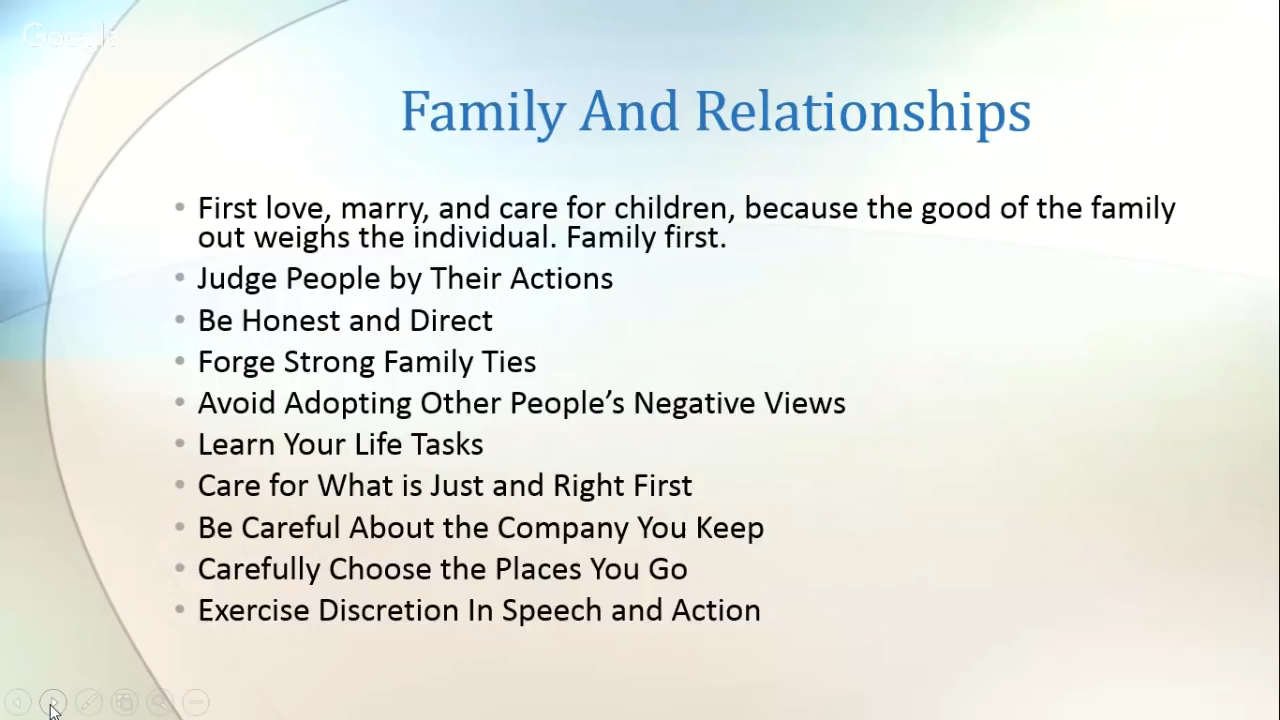 Google
Family And Relationships
• First love, marry, and care for children, because the good of the family
out weighs the individual. Family first.
• Judge People by Their Actions
• Be Honest and Direct
• Forge Strong Family Ties
• Avoid Adopting Other People’s Negative Views
• Learn Your Life Tasks
• Care for What is Just and Right First
• Be Careful About the Company You Keep
• Carefully Choose the Places You Go
• Exercise Discretion In Speech and Action